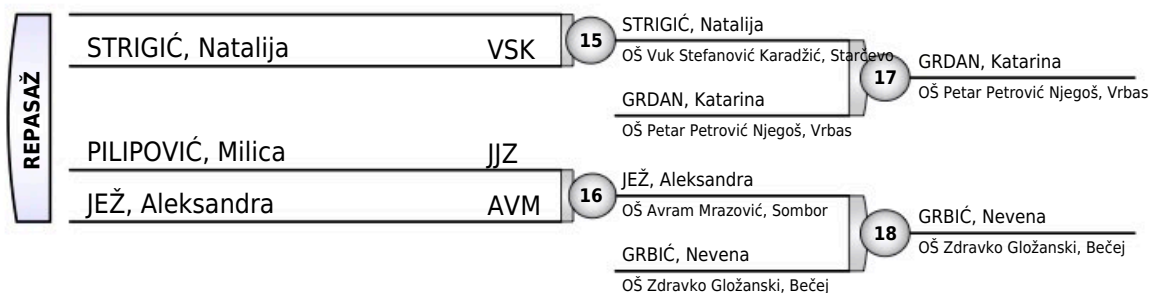 REPASAŽ
STRIGIĆ, Natalija VSK
PILIPOVIĆ, Milica JJZ
JEŽ, Aleksandra AVM
15
STRIGIĆ, Natalija
OŠ Vuk Stefanović Karadžić, Starčevo
GRDAN, Katarina
OŠ Petar Petrović Njegoš, Vrbas
16
JEŽ, Aleksandra
OŠ Avram Mrazović, Sombor
GRBIĆ, Nevena
OŠ Zdravko Gložanski, Bečej
17
GRDAN, Katarina
OŠ Petar Petrović Njegoš, Vrbas
18
GRBIĆ, Nevena
OŠ Zdravko Gložanski, Bečej